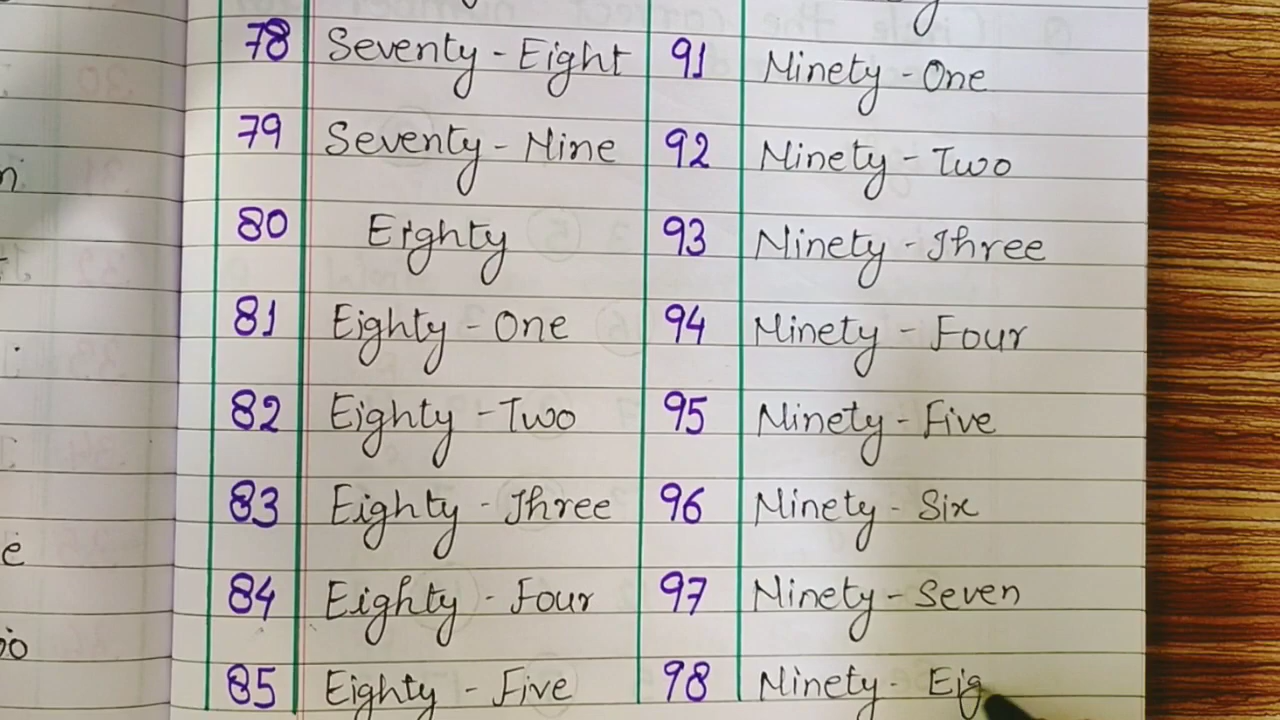 78 Seventy - Eight 91 Ninety - One
79 Seventy - Nine 92 Ninety - Two
80 Eighty 93 Ninety - Three
81 Eighty - One 94 Ninety - Four
82 Eighty - Two 95 Ninety - Five
83 Eighty - Three 96 Ninety - Six
84 Eighty - Four 97 Ninety - Seven
85 Eighty - Five 98 Ninety - Eig